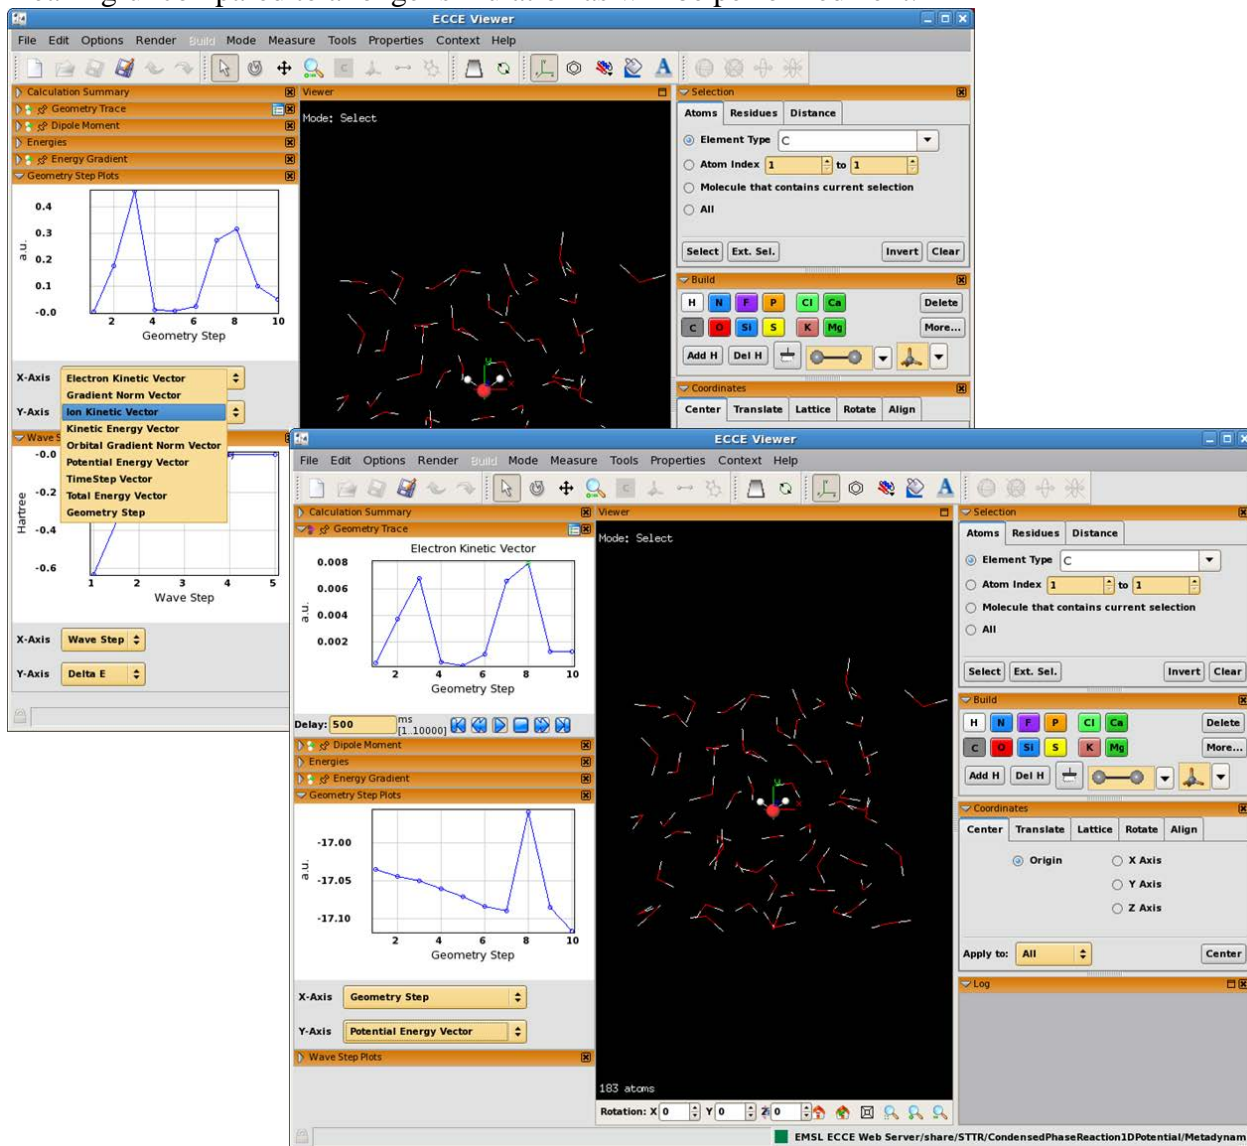 ECCE Viewer
File Edit Options Render Build Mode Measure Tools Properties Context Help
Calculation Summary
Geometry Trace
Dipole Moment
Energies
Energy Gradient
Geometry Step Plots
0.4
0.3
0.2
0.1
-0.0
a.u.
2 4 6 8 10
Geometry Step
X-Axis
Y-Axis
Electron Kinetic Vector
Gradient Norm Vector
Ion Kinetic Vector
Kinetic Energy Vector
Orbital Gradient Norm Vector
Potential Energy Vector
TimeStep Vector
Total Energy Vector
Geometry Step
-0.0
-0.2
-0.4
-0.6
Hartree
1 2 3 4 5
Wave Step
X-Axis Wave Step
Y-Axis Delta E
Viewer
Mode: Select
Selection
Atoms Residues Distance
Element Type C
Atom Index 1 to 1
Molecule that contains current selection
All
Select Ext. Sel. Invert Clear
Build
H N F P Cl Ca Delete
C O Si S K Mg More...
Add H Del H
Coordinates
Center Translate Lattice Rotate Align
ECCE Viewer
File Edit Options Render Build Mode Measure Tools Properties Context Help
Calculation Summary
Geometry Trace
Electron Kinetic Vector
0.008
0.006
0.004
0.002
a.u.
2 4 6 8 10
Geometry Step
Delay: 500 ms [1..10000]
Dipole Moment
Energies
Energy Gradient
Geometry Step Plots
-17.00
-17.05
-17.10
a.u.
2 4 6 8 10
Geometry Step
X-Axis Geometry Step
Y-Axis Potential Energy Vector
Wave Step Plots
Viewer
Mode: Select
183 atoms
Rotation: X 0 Y 0 Z 0
Selection
Atoms Residues Distance
Element Type C
Atom Index 1 to 1
Molecule that contains current selection
All
Select Ext. Sel. Invert Clear
Build
H N F P Cl Ca Delete
C O Si S K Mg More...
Add H Del H
Coordinates
Center Translate Lattice Rotate Align
Origin X Axis
Y Axis
Z Axis
Apply to: All Center
Log
EMSL ECCE Web Server/share/STTR/CondensedPhaseReaction1DPotential/Metadynam